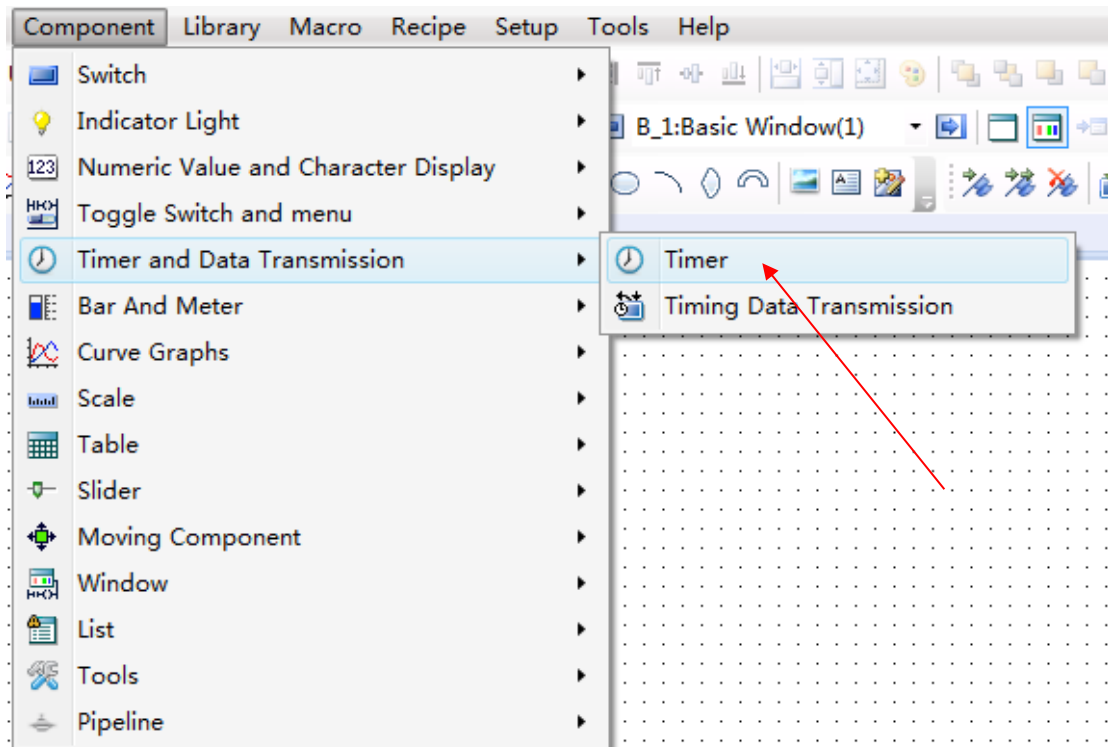 Component Library Macro Recipe Setup Tools Help
Switch
Indicator Light
B_1:Basic Window(1)
123 Numeric Value and Character Display
Toggle Switch and menu
Timer and Data Transmission
Timer
Bar And Meter
Timing Data Transmission
Curve Graphs
Scale
Table
Slider
Moving Component
Window
List
Tools
Pipeline